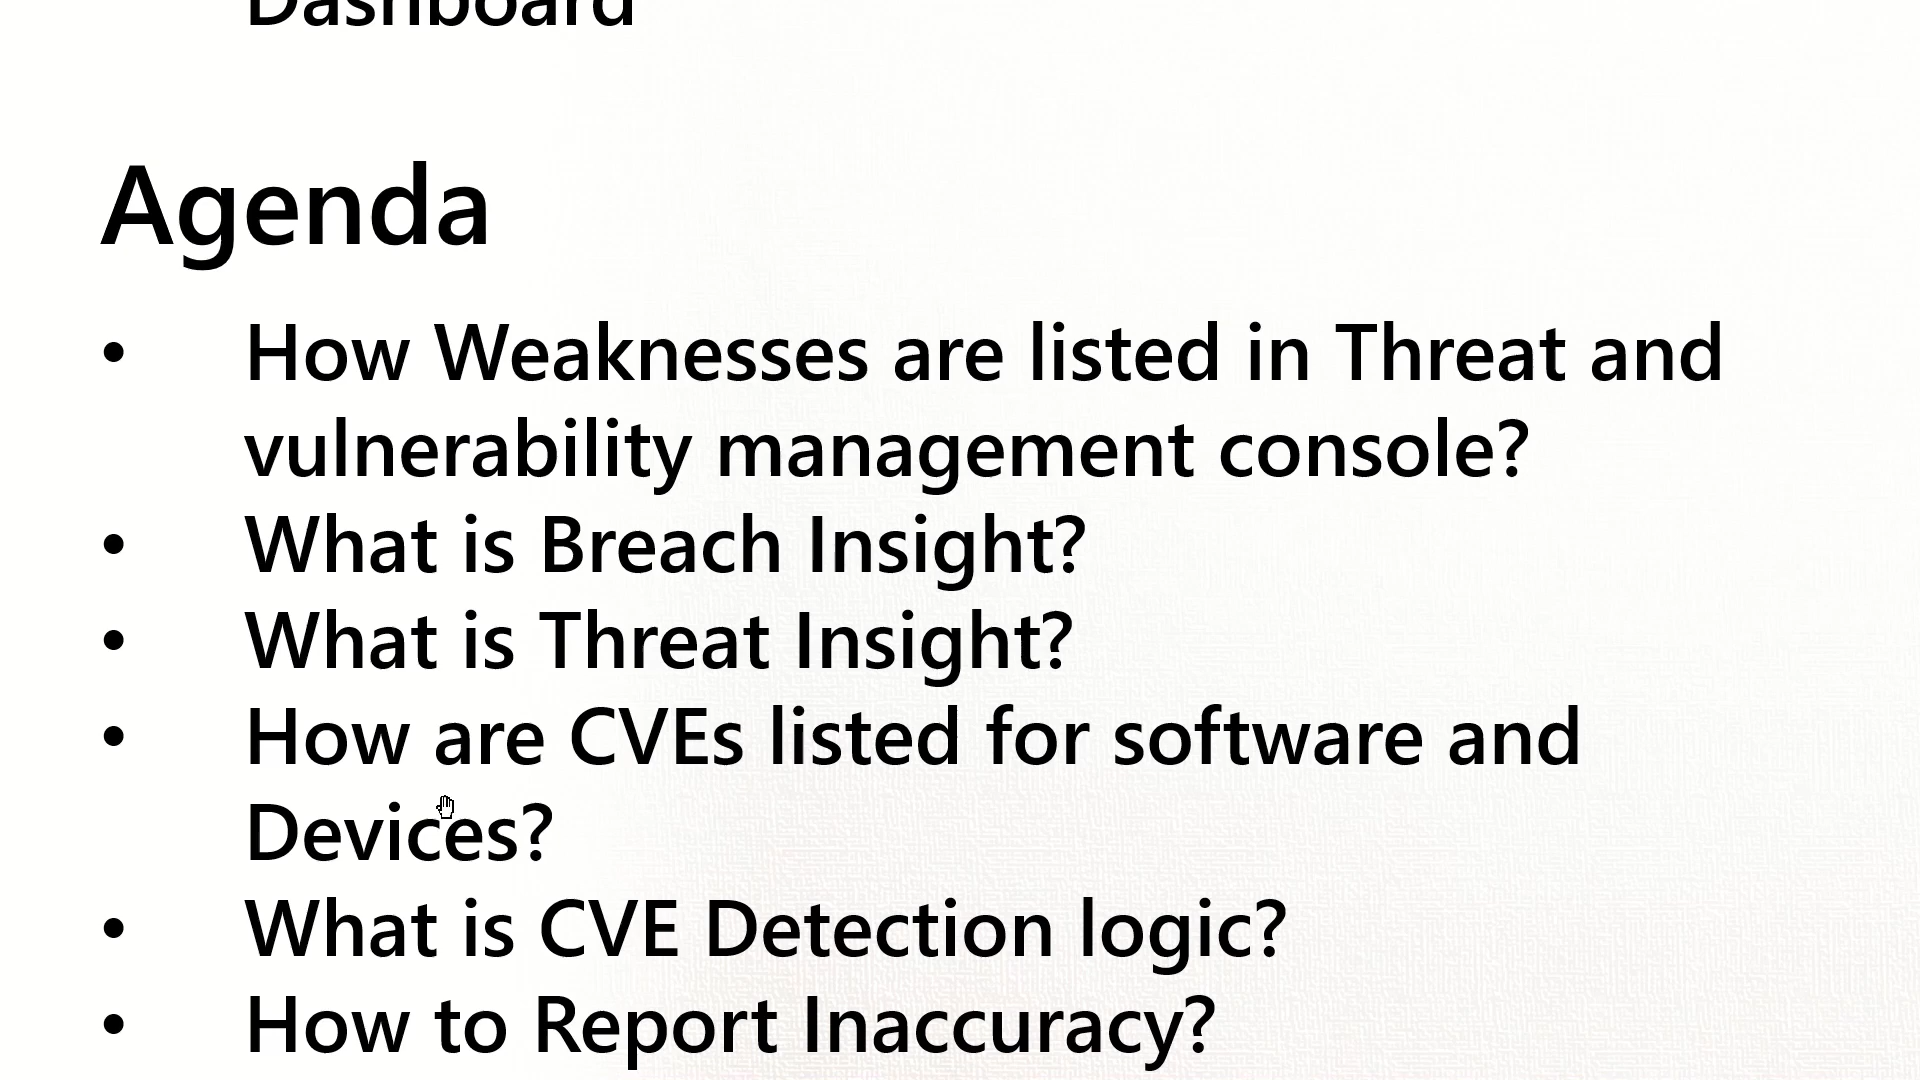 Dashboard
Agenda
• How Weaknesses are listed in Threat and
vulnerability management console?
• What is Breach Insight?
• What is Threat Insight?
• How are CVEs listed for software and
Devices?
• What is CVE Detection logic?
• How to Report Inaccuracy?